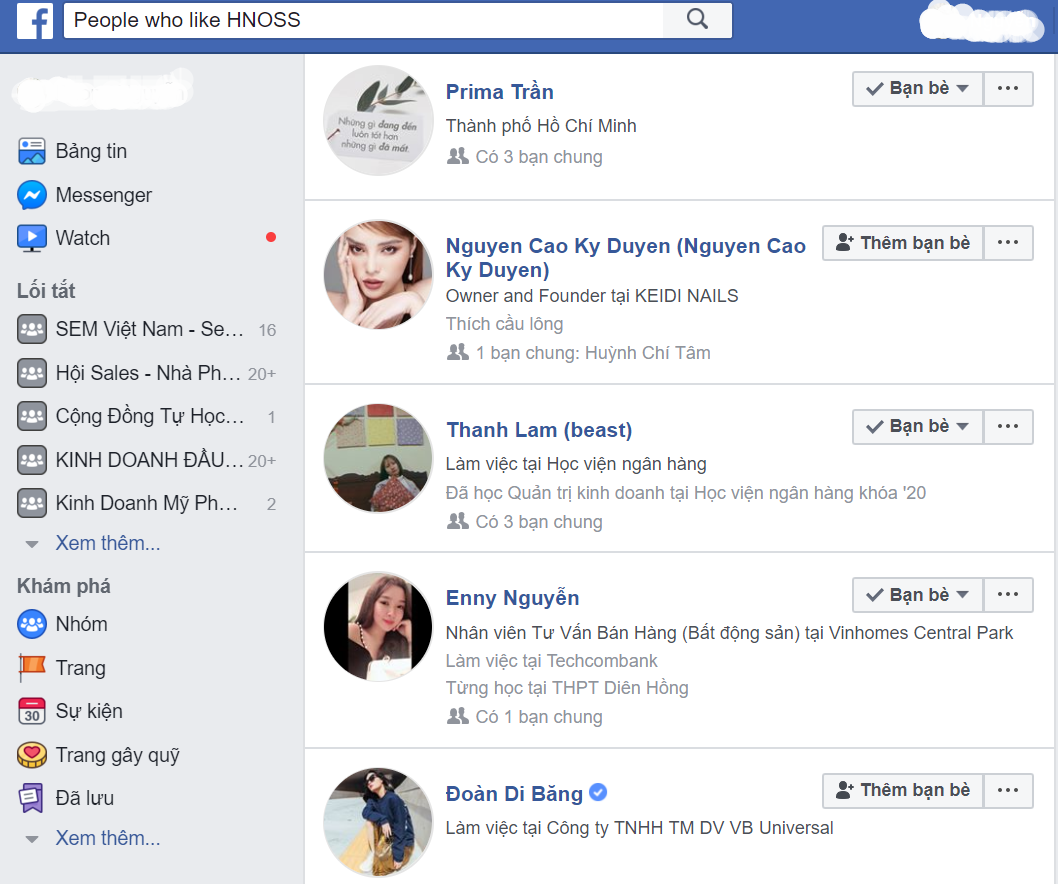 People who like HNOSS
Bảng tin
Messenger
Watch
Lối tắt
SEM Việt Nam - Se... 16
Hội Sales - Nhà Ph... 20+
Cộng Đồng Tự Học... 1
KINH DOANH ĐẦU... 20+
Kinh Doanh Mỹ Ph... 2
Xem thêm...
Khám phá
Nhóm
Trang
30
Sự kiện
Trang gây quỹ
Đã lưu
Xem thêm...
Những gì đang đến
luôn tốt hơn
những gì đã mất.
Prima Trần
Bạn bè
Thành phố Hồ Chí Minh
Có 3 bạn chung
Nguyen Cao Ky Duyen (Nguyen Cao
Ky Duyen)
Thêm bạn bè
Owner and Founder tại KEIDI NAILS
Thích cầu lông
1 bạn chung: Huỳnh Chí Tâm
Thanh Lam (beast)
Bạn bè
Làm việc tại Học viện ngân hàng
Đã học Quản trị kinh doanh tại Học viện ngân hàng khóa '20
Có 3 bạn chung
Enny Nguyễn
Bạn bè
Nhân viên Tư Vấn Bán Hàng (Bất động sản) tại Vinhomes Central Park
Làm việc tại Techcombank
Từng học tại THPT Diên Hồng
Có 1 bạn chung
Đoàn Di Băng
Thêm bạn bè
Làm việc tại Công ty TNHH TM DV VB Universal